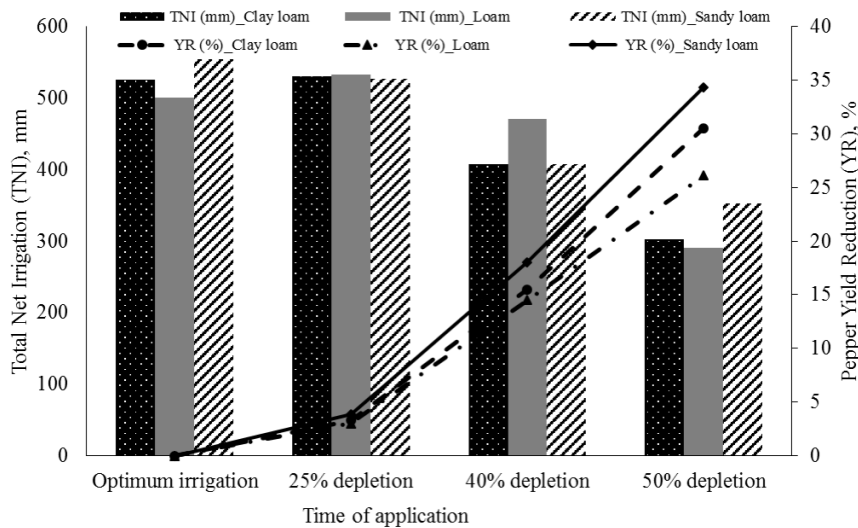 TNI (mm)_Clay loam TNI (mm)_Loam TNI (mm)_Sandy loam
YR (%)_Clay loam YR (%)_Loam YR (%)_Sandy loam
Total Net Irrigation (TNI), mm
600
500
400
300
200
100
0
40
35
30
25
20
15
10
5
0
Pepper Yield Reduction (YR), %
Optimum irrigation 25% depletion 40% depletion 50% depletion
Time of application